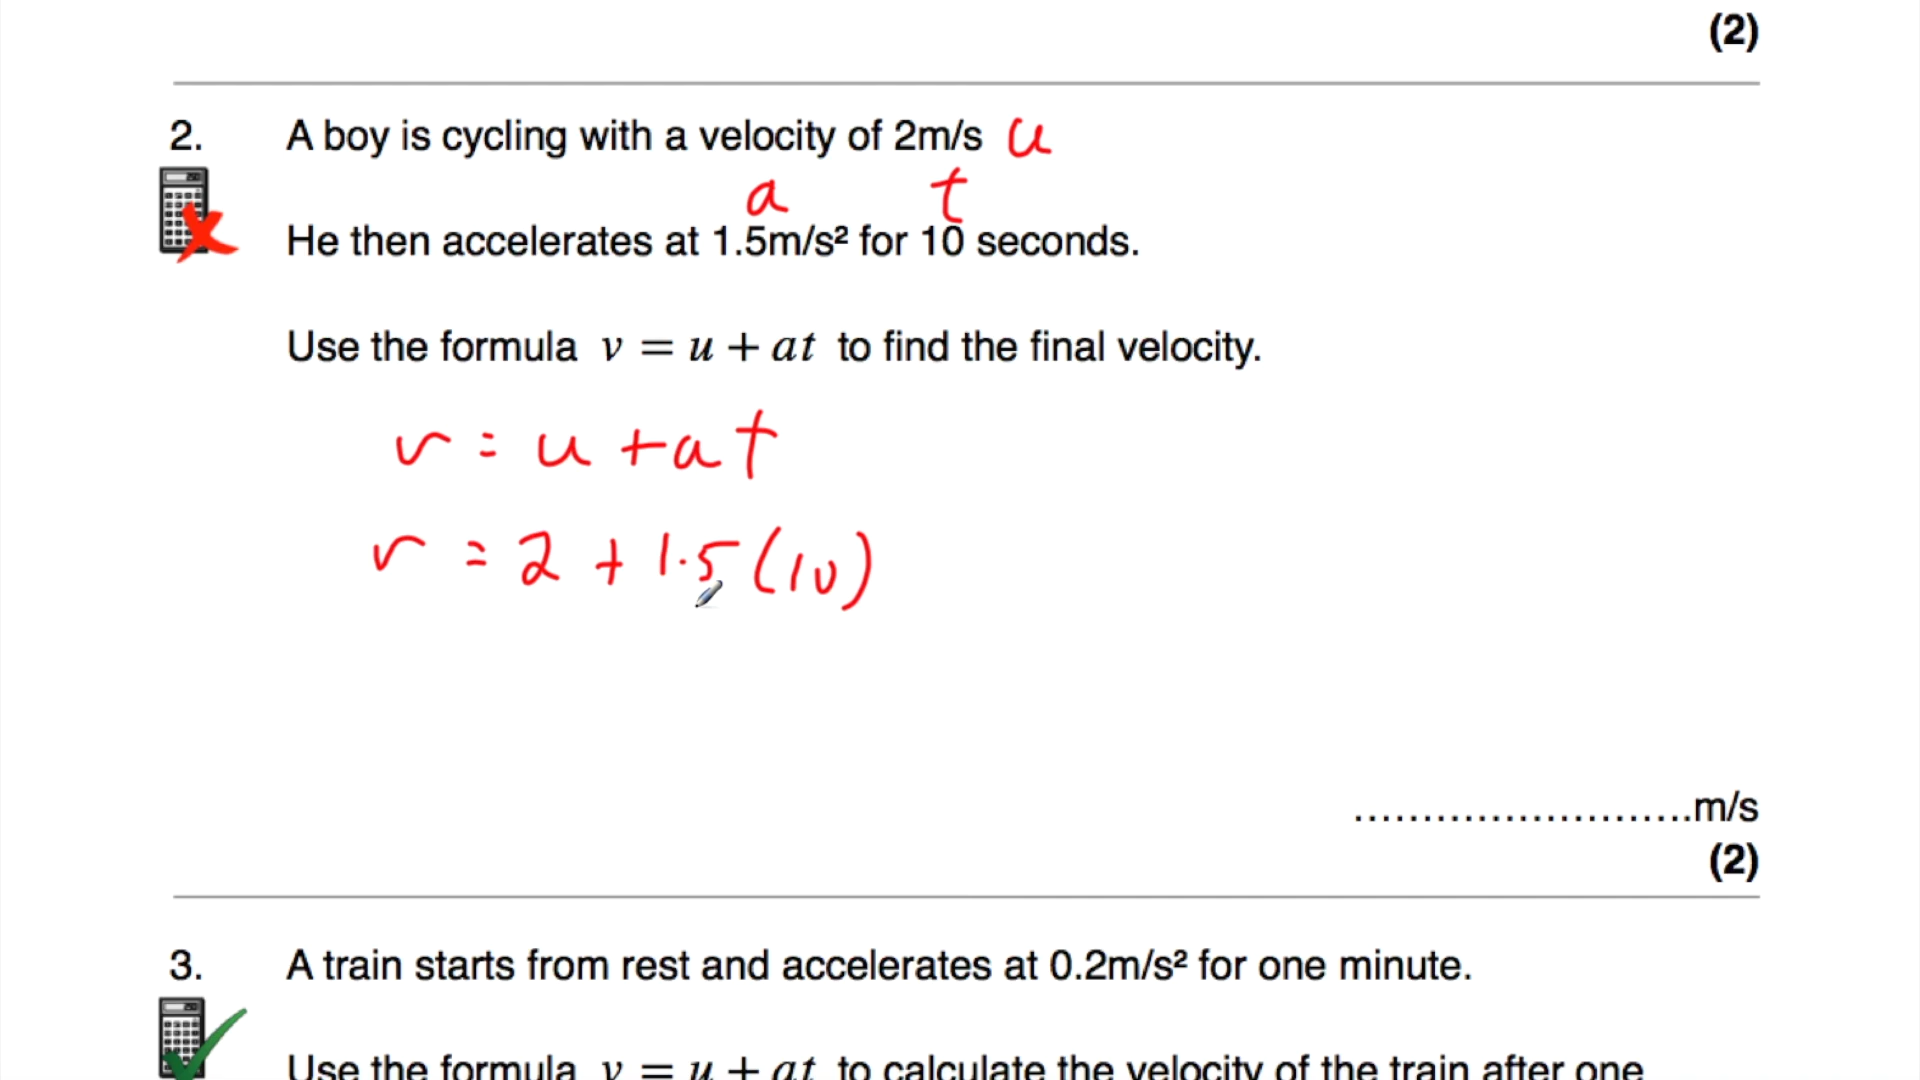 (2)
2. A boy is cycling with a velocity of 2m/s u
a t
He then accelerates at 1.5m/s² for 10 seconds.
Use the formula v = u + at to find the final velocity.
v = u + at
v = 2 + 1.5 (10)
.........................m/s
(2)
3. A train starts from rest and accelerates at 0.2m/s² for one minute.
Use the formula v = u + at to calculate the velocity of the train after one